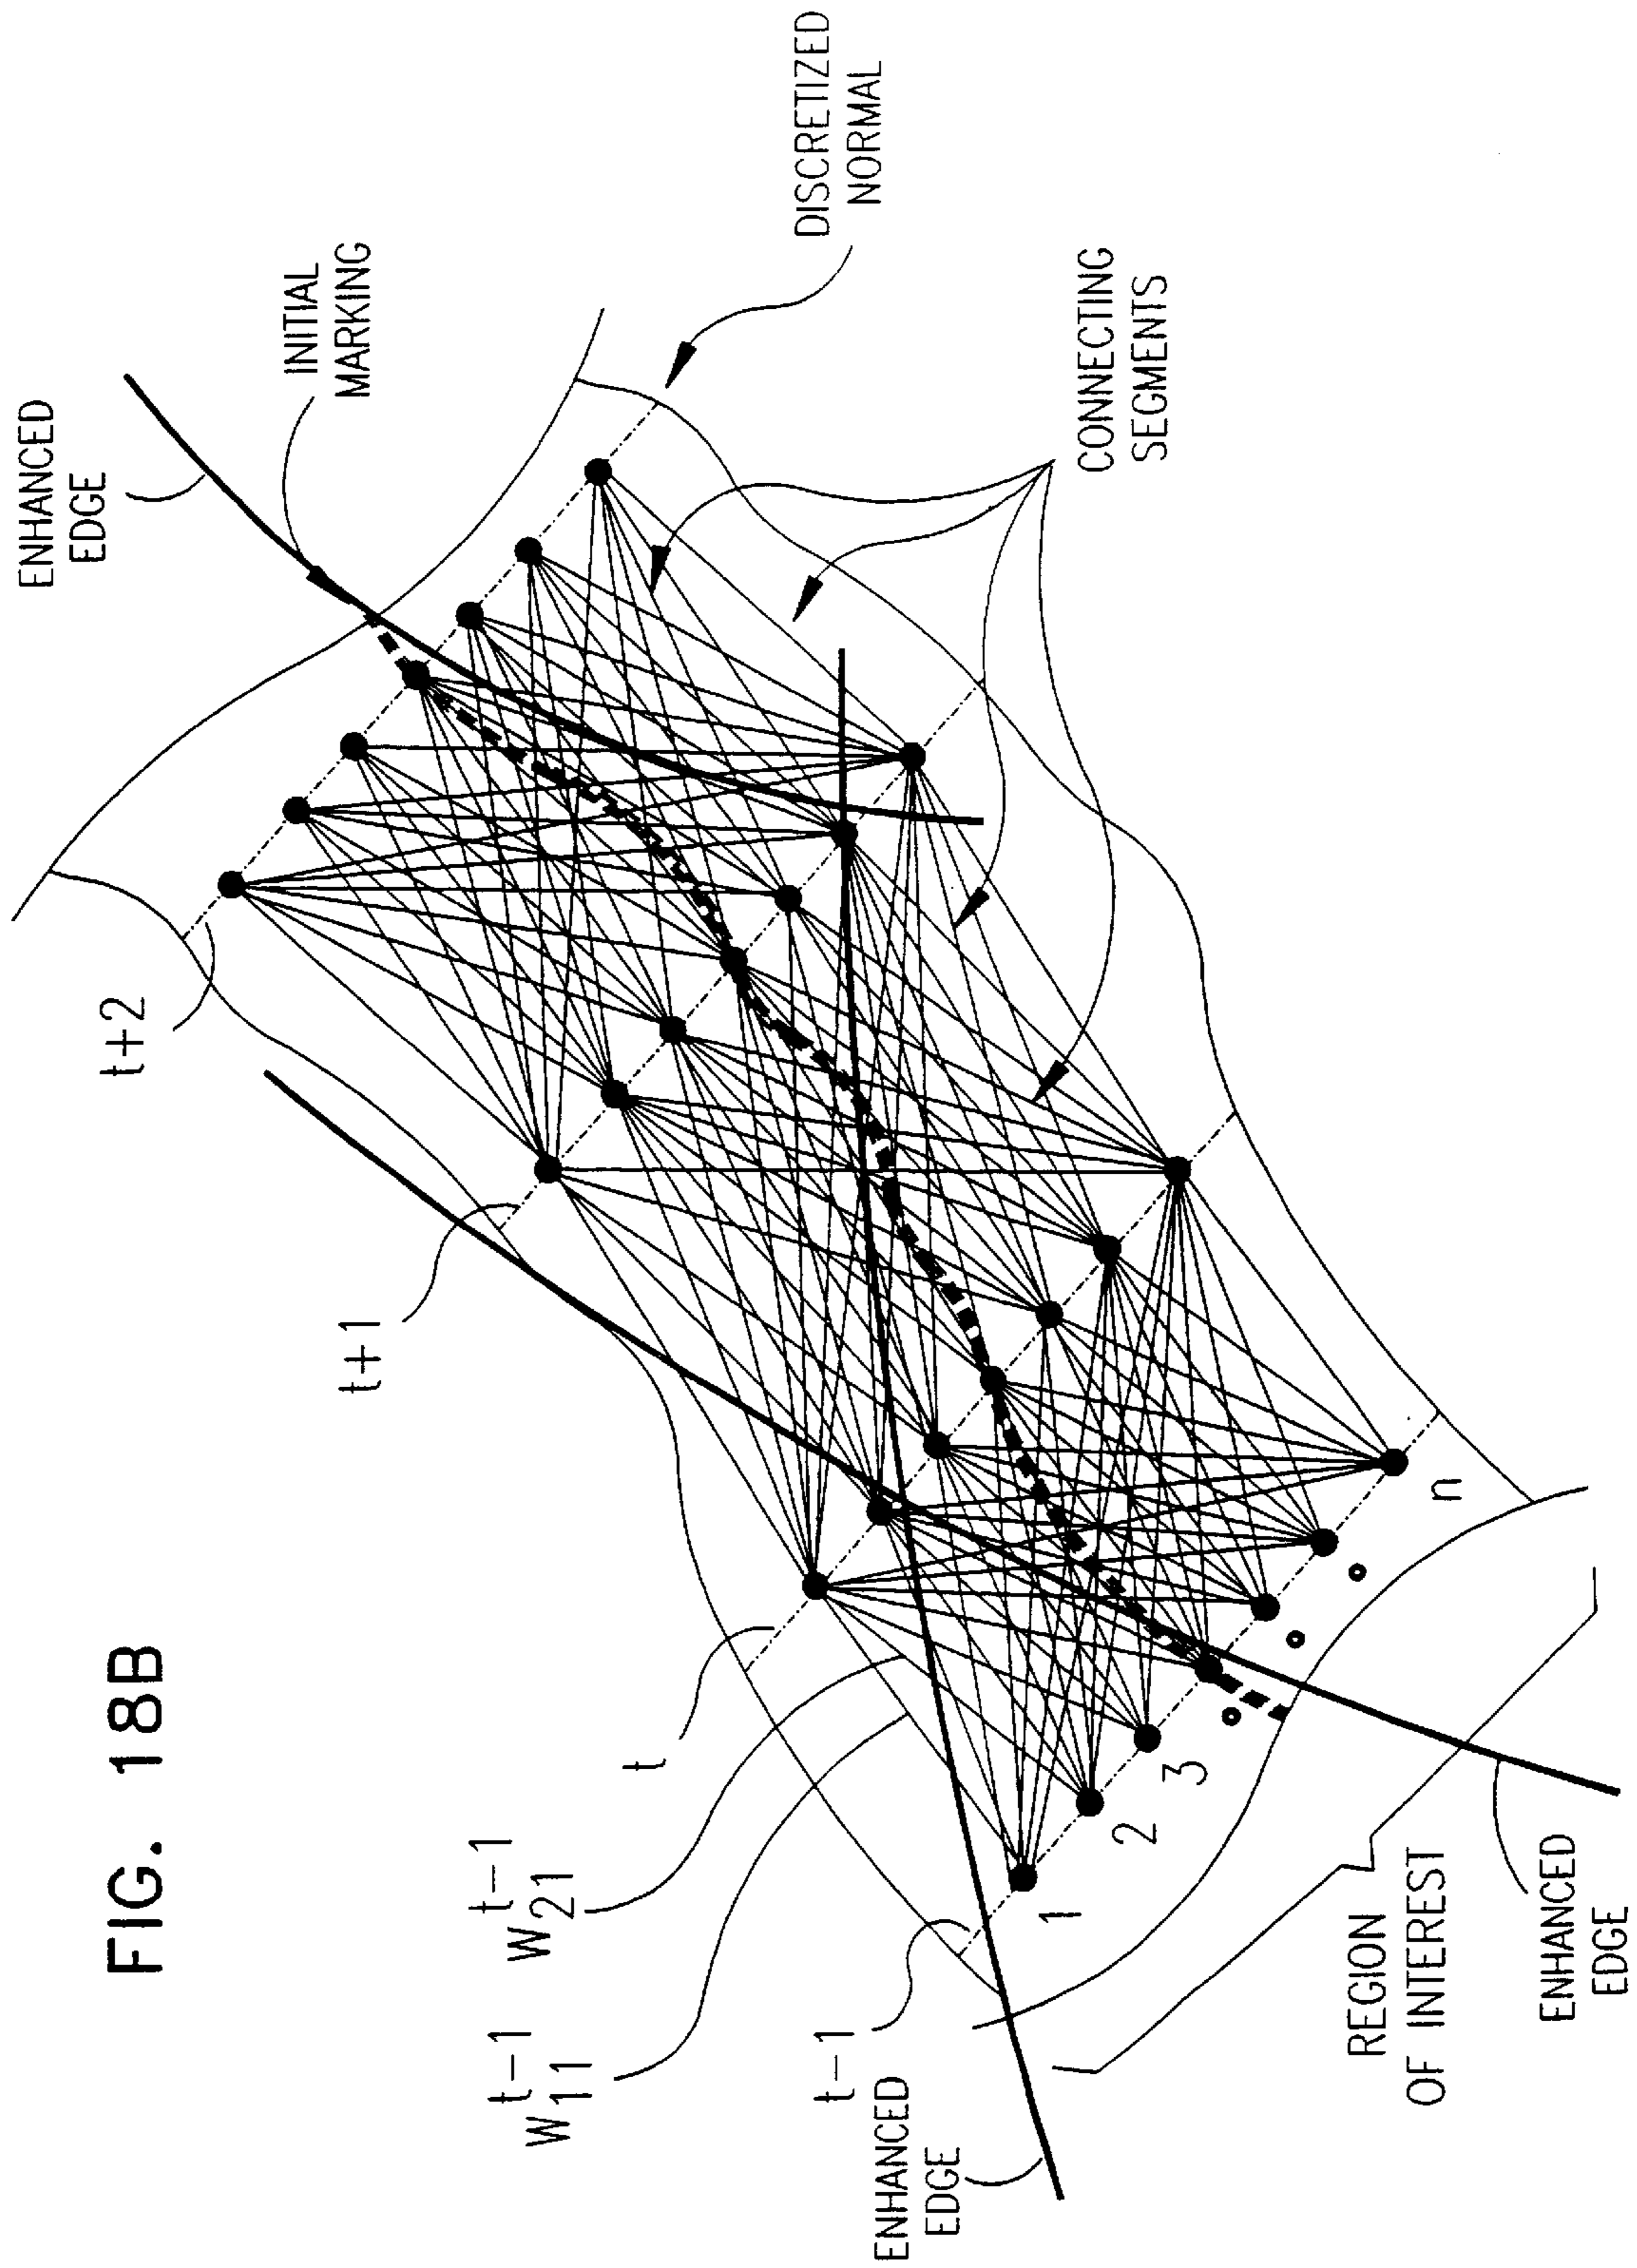 FIG. 18B
ENHANCED
EDGE
INITIAL
MARKING
DISCRETIZED
NORMAL
CONNECTING
SEGMENTS
t+2
t+1
t
w t-1 21
w t-1 11
t-1
ENHANCED
EDGE
1
2
3
n
REGION
OF INTEREST
ENHANCED
EDGE